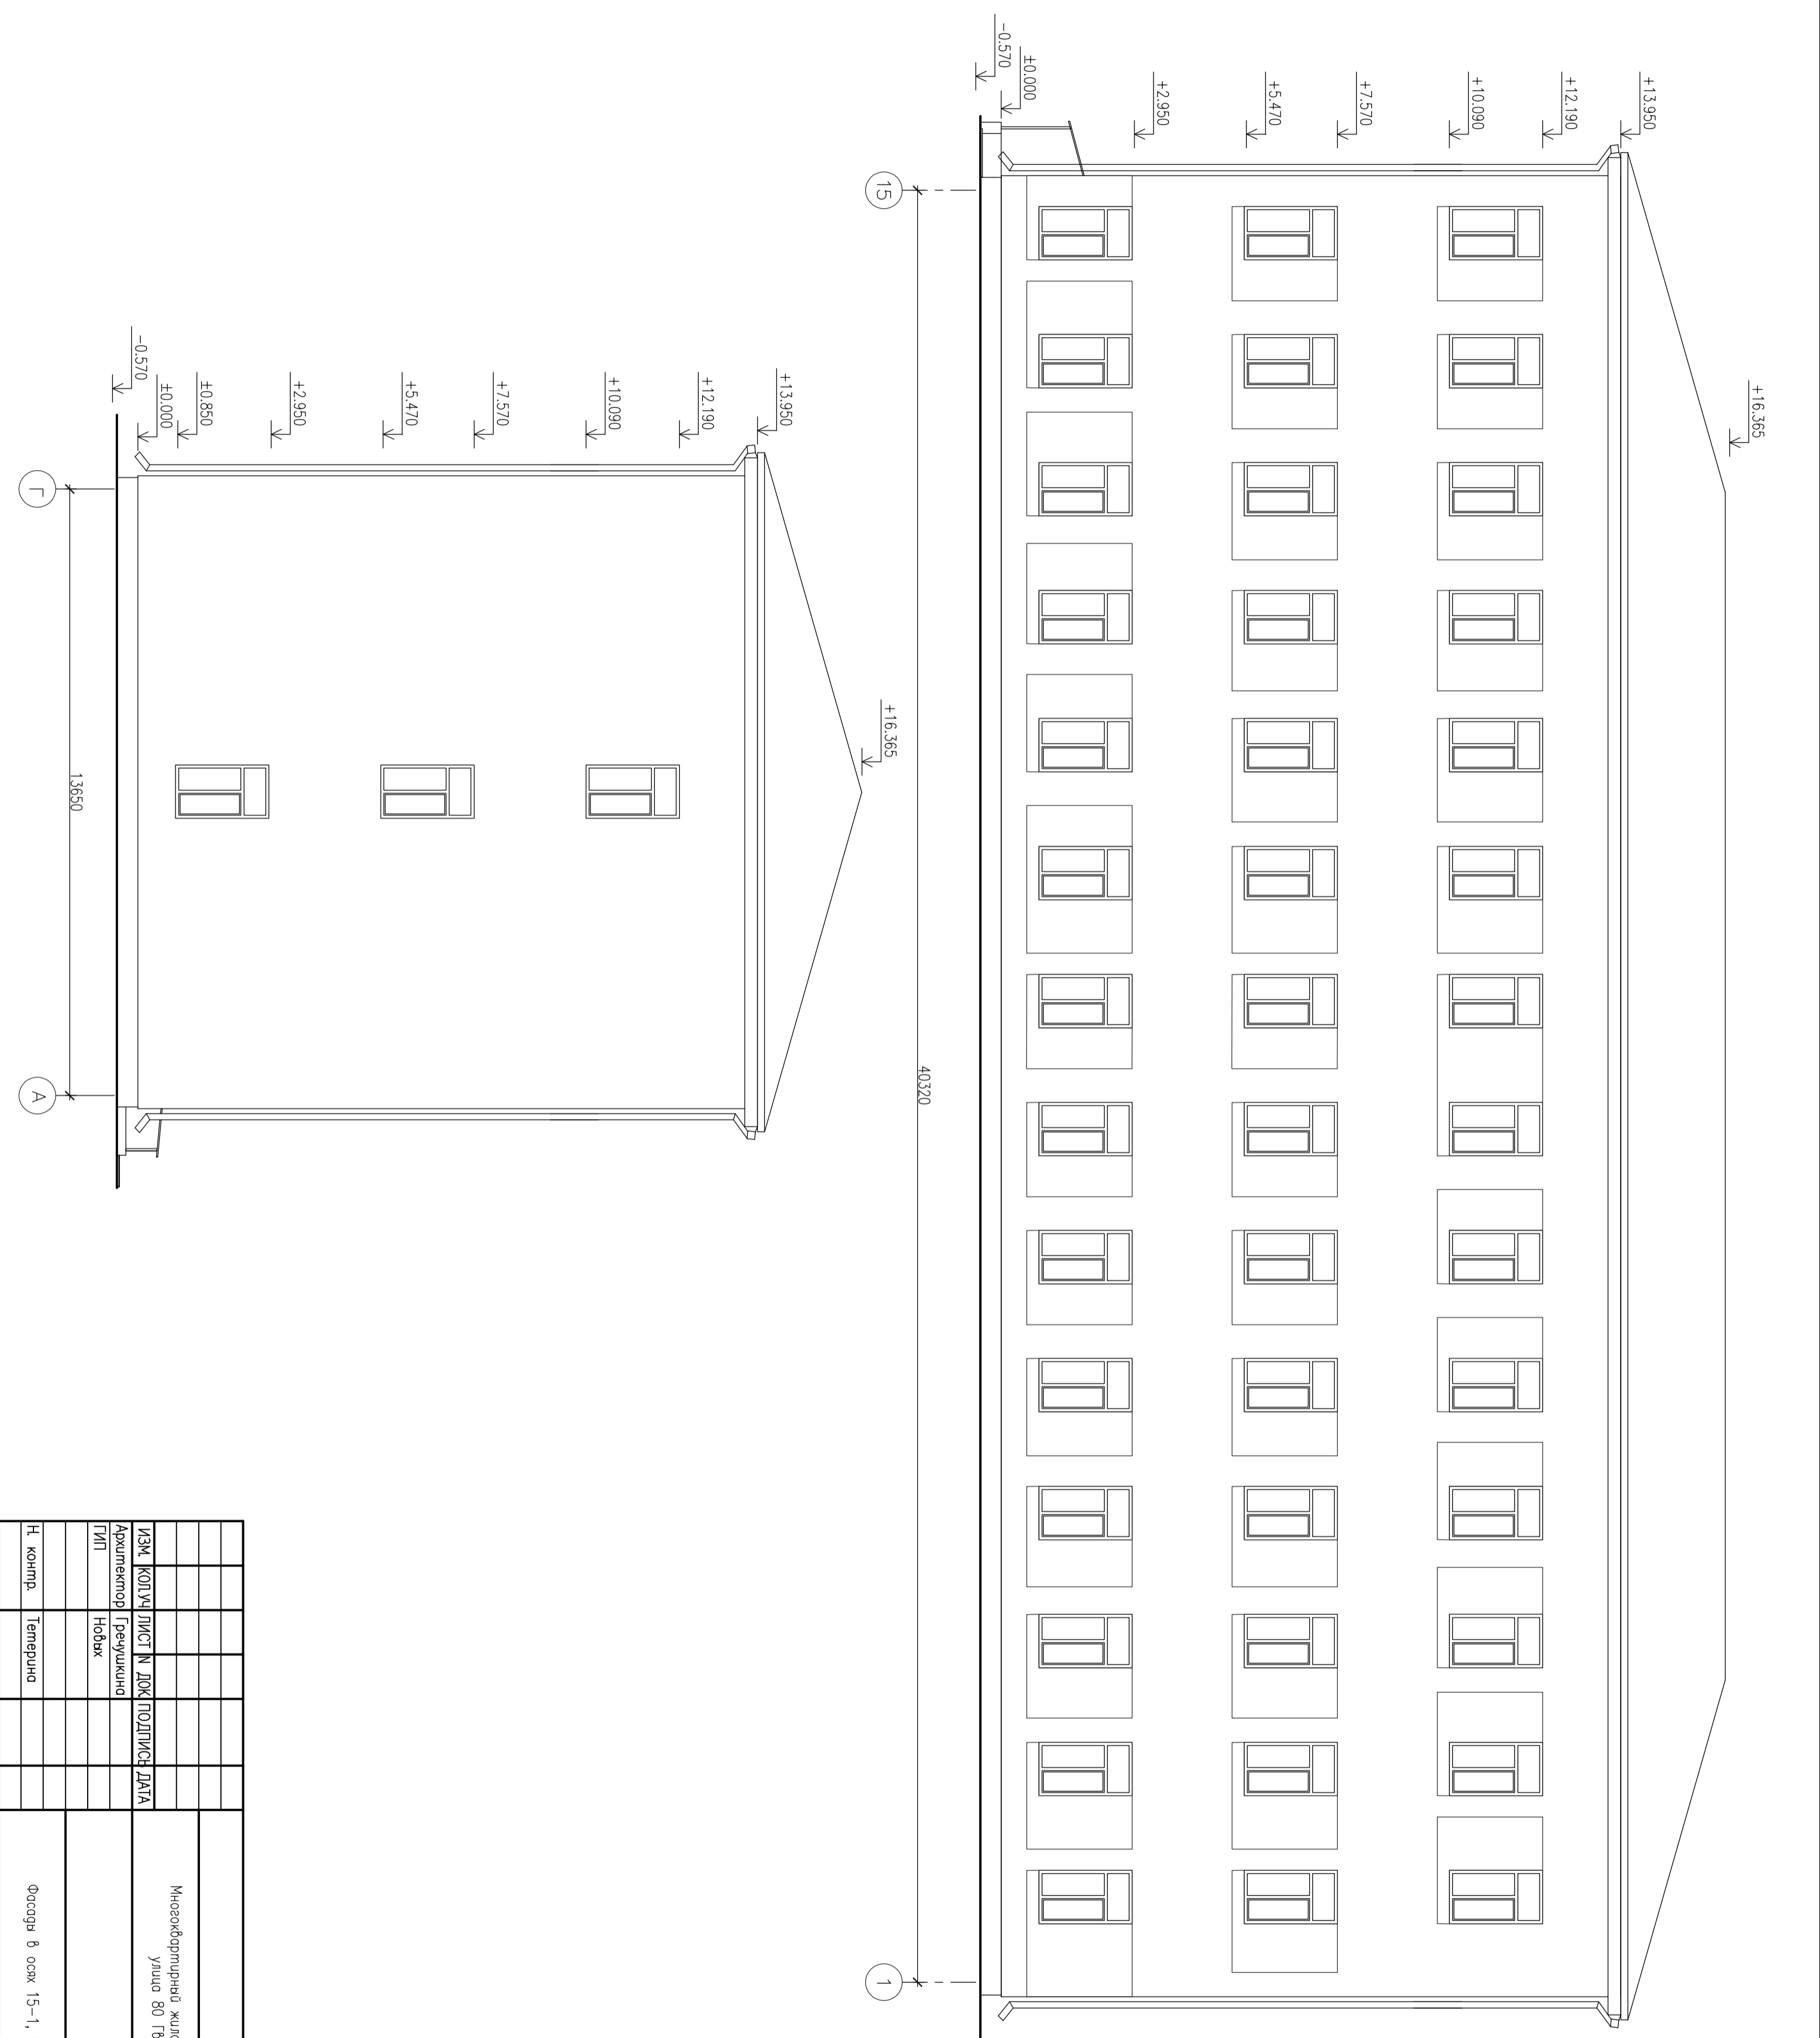 +16.365
+13.950
+12.190
+10.090
+7.570
+5.470
+2.950
±0.000
-0.570
15
40320
1
+16.365
+13.950
+12.190
+10.090
+7.570
+5.470
+2.950
±0.850
±0.000
-0.570
13650
Г
А
ИЗМ. КОЛ.УЧ ЛИСТ N ДОК. ПОДПИСЬ ДАТА
Архитектор Гречушкина
ГИП Новых
Н. контр. Тетерина
Многоквартирный
улица 80
Фасады в осях 15-1,